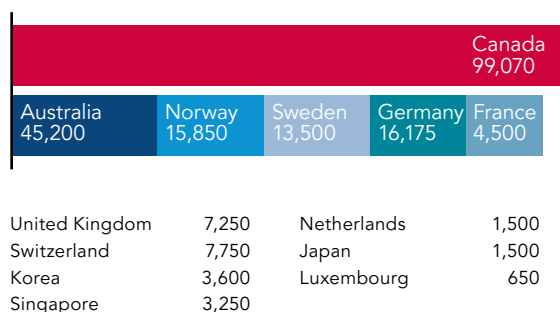 Canada
99,070
Australia
45,200
Norway
15,850
Sweden
13,500
Germany
16,175
France
4,500
United Kingdom 7,250
Switzerland 7,750
Korea 3,600
Singapore 3,250
Netherlands 1,500
Japan 1,500
Luxembourg 650